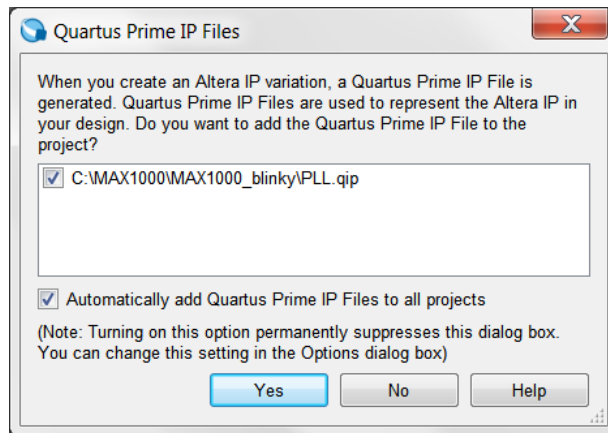 Quartus Prime IP Files
When you create an Altera IP variation, a Quartus Prime IP File is
generated. Quartus Prime IP Files are used to represent the Altera IP in
your design. Do you want to add the Quartus Prime IP File to the
project?
C:\MAX1000\MAX1000_blinky\PLL.qip
Automatically add Quartus Prime IP Files to all projects
(Note: Turning on this option permanently suppresses this dialog box.
You can change this setting in the Options dialog box)
Yes No Help